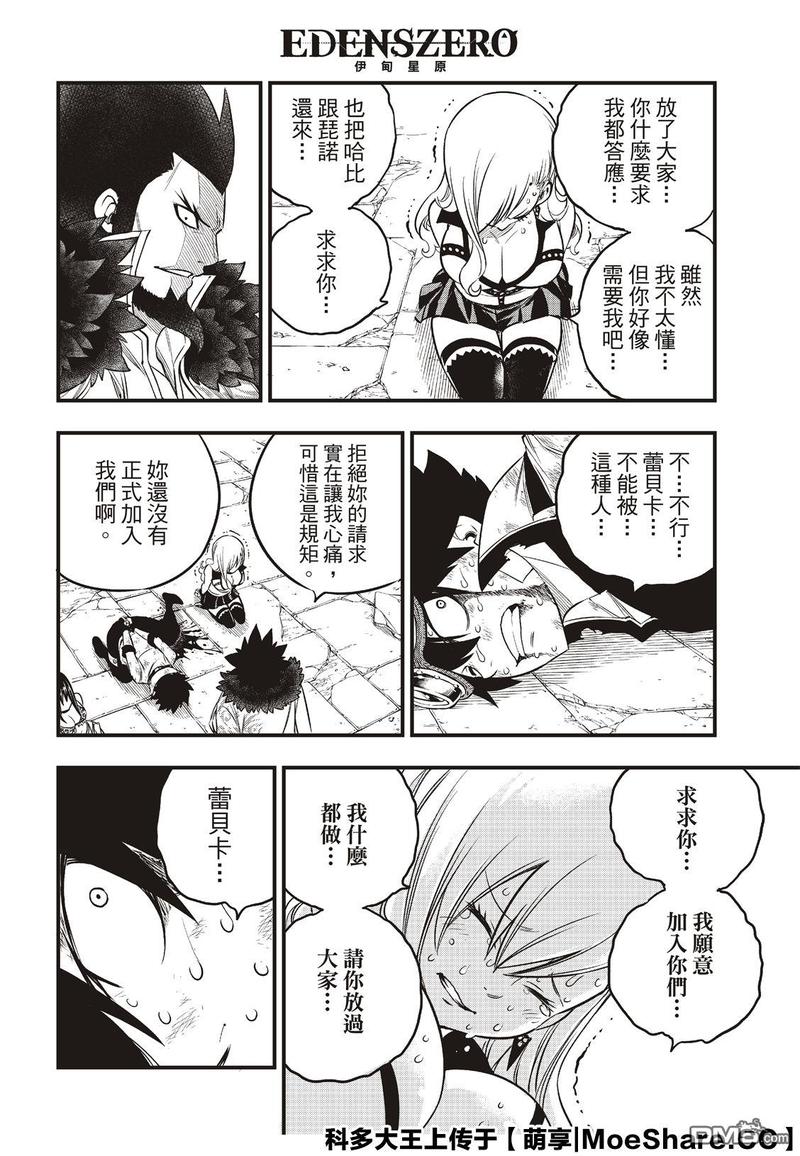 EDENSZERO
伊甸星原
放了大家…
你什麼要求
我都答應…
雖然
我不太懂…
但你好像
需要我吧…
也把哈比
跟琵諾
還來…
求求你…
不…不行…
蕾貝卡…
不能被…
這種人…
拒絕妳的請求
實在讓我心痛，
可惜這是規矩。
妳還沒有
正式加入
我們啊。
求求你…
我願意
加入你們…
我什麼
都做…
請你放過
大家…
蕾貝卡…
科多大王上传于【萌享|MoeShare.CC】